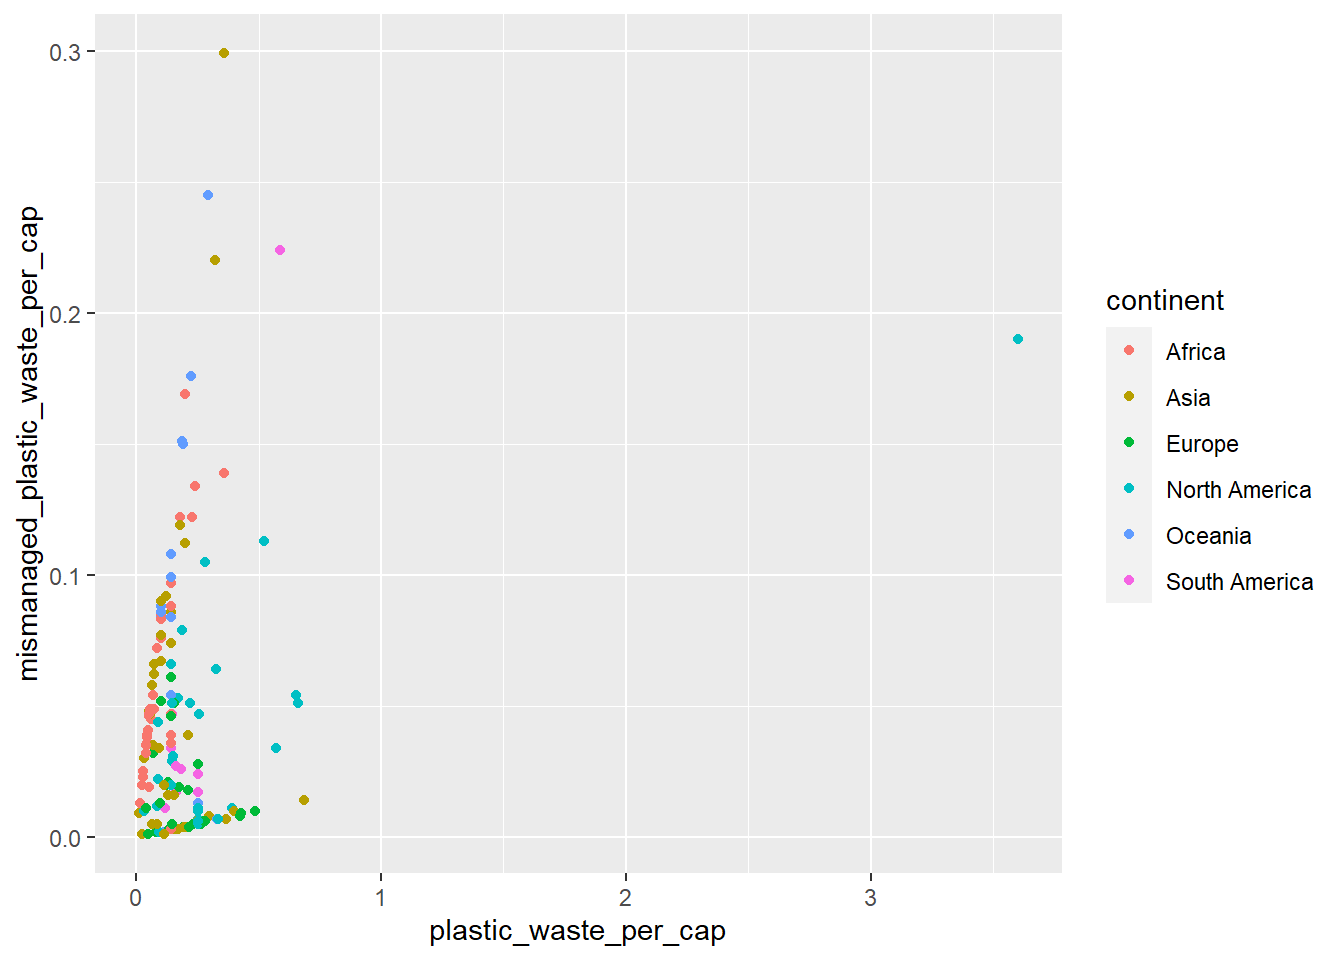 0.3
0.2
0.1
0.0
mismanaged_plastic_waste_per_cap
0
1
2
3
plastic_waste_per_cap
continent
Africa
Asia
Europe
North America
Oceania
South America